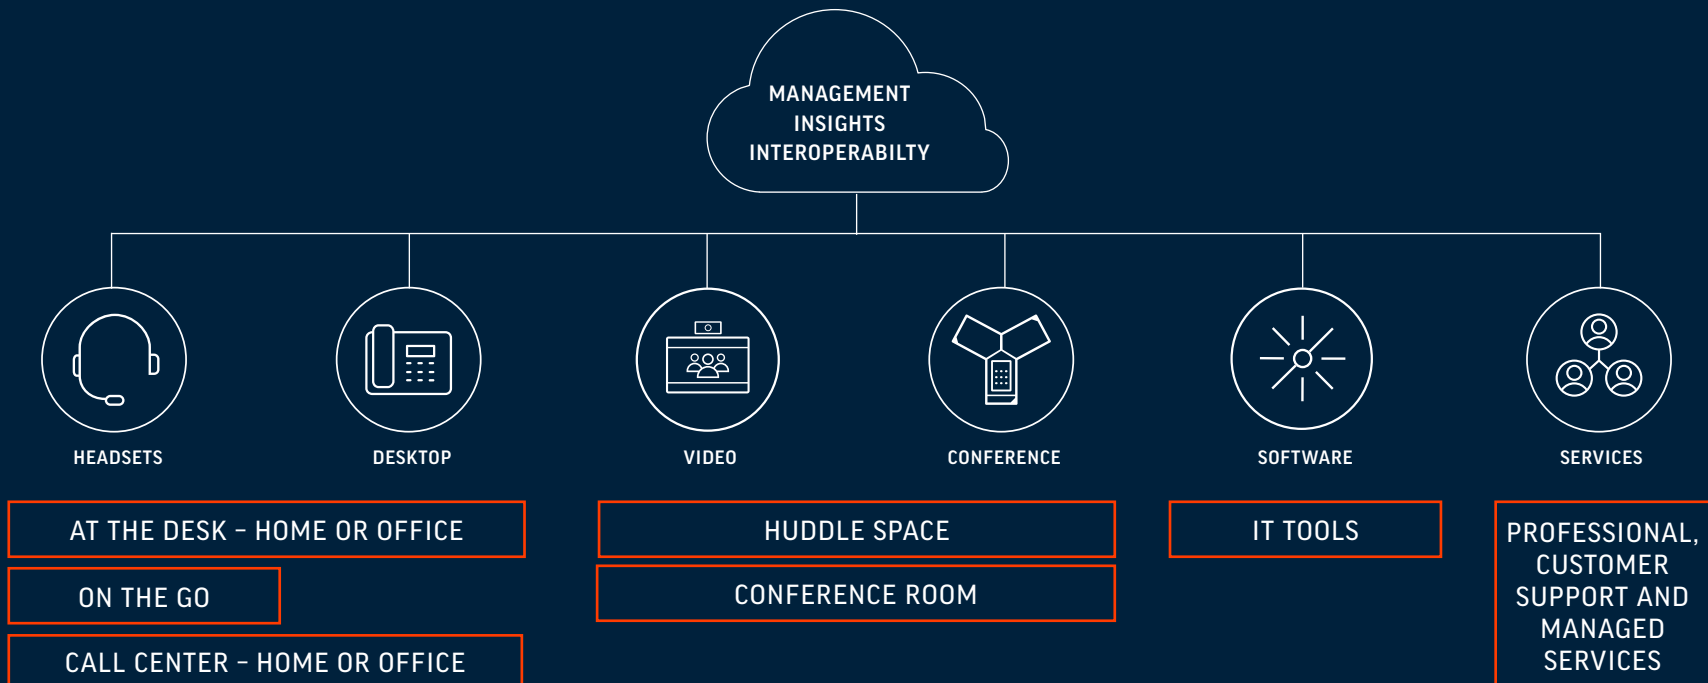 MANAGEMENT
INSIGHTS
INTEROPERABILTY
HEADSETS
DESKTOP
VIDEO
CONFERENCE
SOFTWARE
SERVICES
AT THE DESK – HOME OR OFFICE
ON THE GO
CALL CENTER – HOME OR OFFICE
HUDDLE SPACE
CONFERENCE ROOM
IT TOOLS
PROFESSIONAL,
CUSTOMER
SUPPORT AND
MANAGED
SERVICES